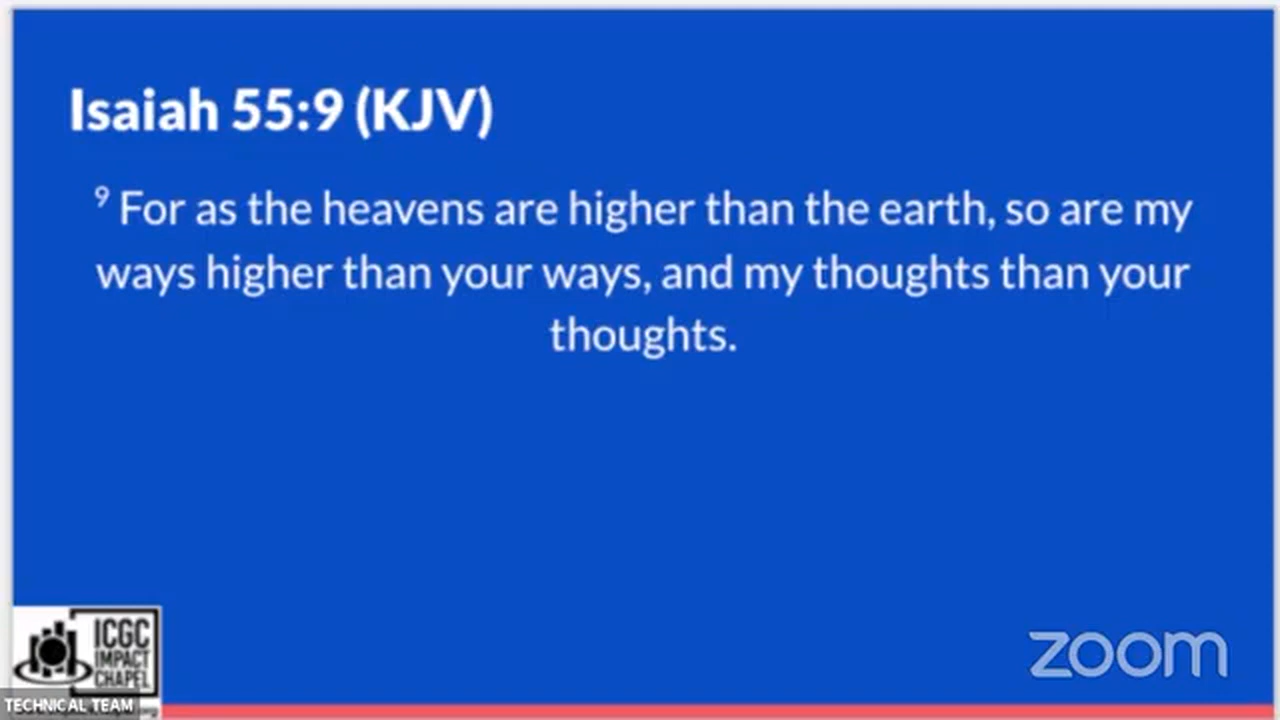 Isaiah 55:9 (KJV)
9 For as the heavens are higher than the earth, so are my
ways higher than your ways, and my thoughts than your
thoughts.
ICGC
IMPACT
CHAPEL
zoom
TECHNICAL TEAM